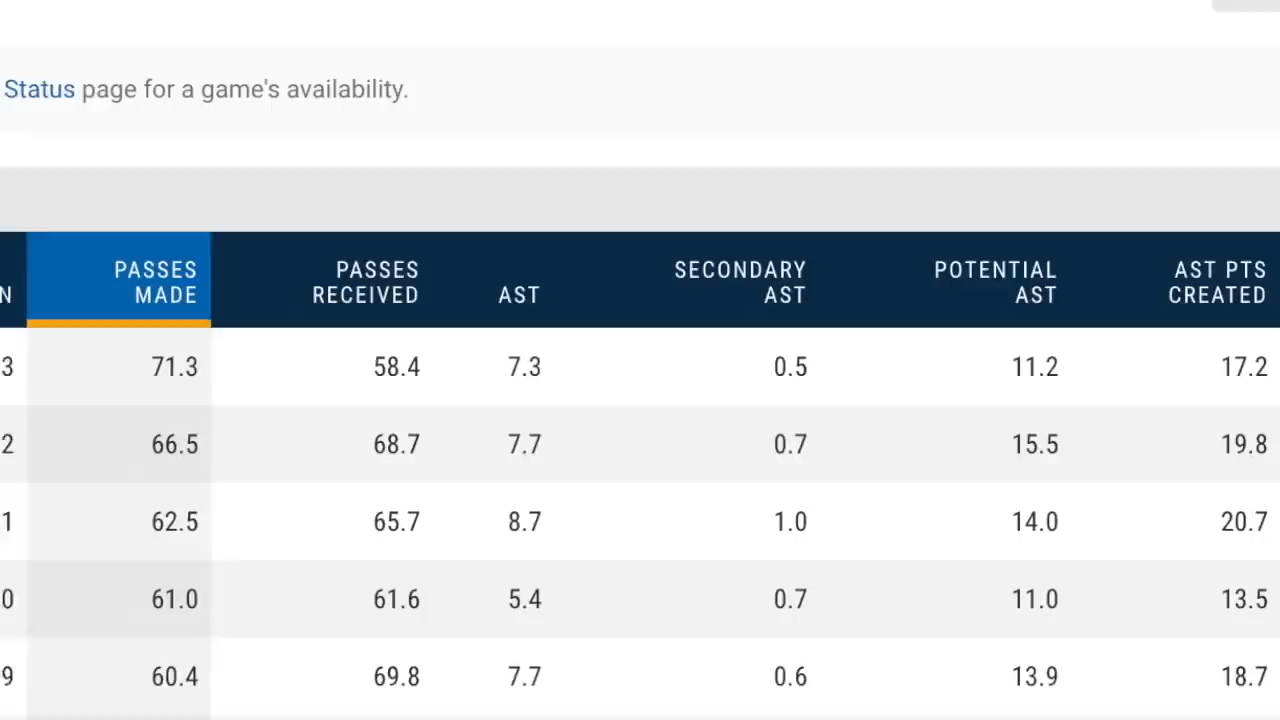 Status page for a game's availability.
N PASSES MADE PASSES RECEIVED AST SECONDARY AST POTENTIAL AST AST PTS CREATED
3 71.3 58.4 7.3 0.5 11.2 17.2
2 66.5 68.7 7.7 0.7 15.5 19.8
1 62.5 65.7 8.7 1.0 14.0 20.7
0 61.0 61.6 5.4 0.7 11.0 13.5
9 60.4 69.8 7.7 0.6 13.9 18.7